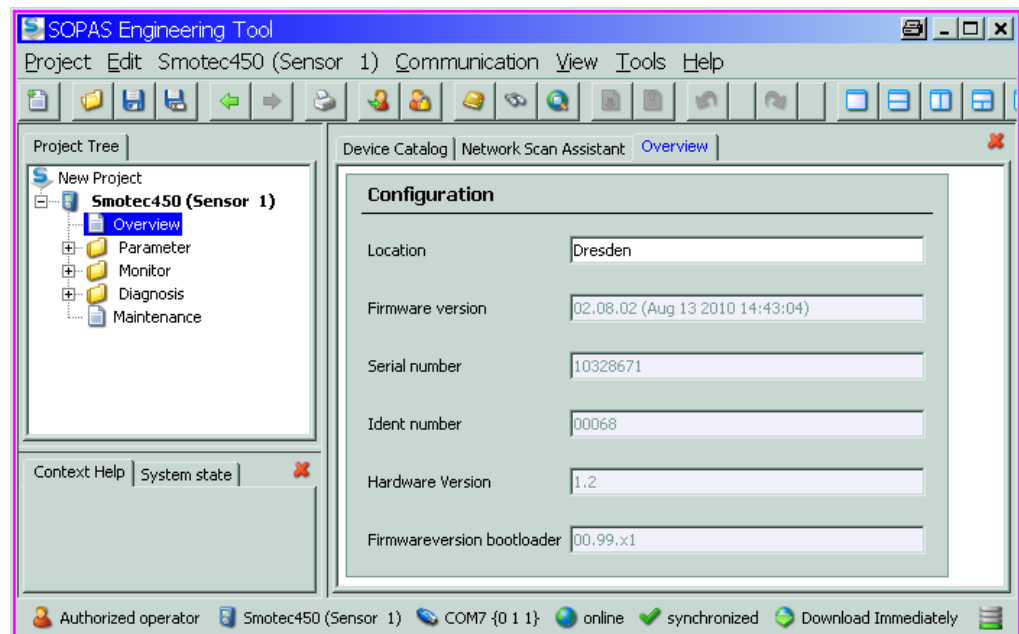 SOPAS Engineering Tool
Project Edit Smotec450 (Sensor 1) Communication View Tools Help
Project Tree
New Project
Smotec450 (Sensor 1)
Overview
Parameter
Monitor
Diagnosis
Maintenance
Context Help System state
Device Catalog Network Scan Assistant Overview
Configuration
Location Dresden
Firmware version 02.08.02 (Aug 13 2010 14:43:04)
Serial number 10328671
Ident number 00068
Hardware Version 1.2
Firmwareversion bootloader 00.99.x1
Authorized operator Smotec450 (Sensor 1) COM7 {0 1 1} online synchronized Download Immediately